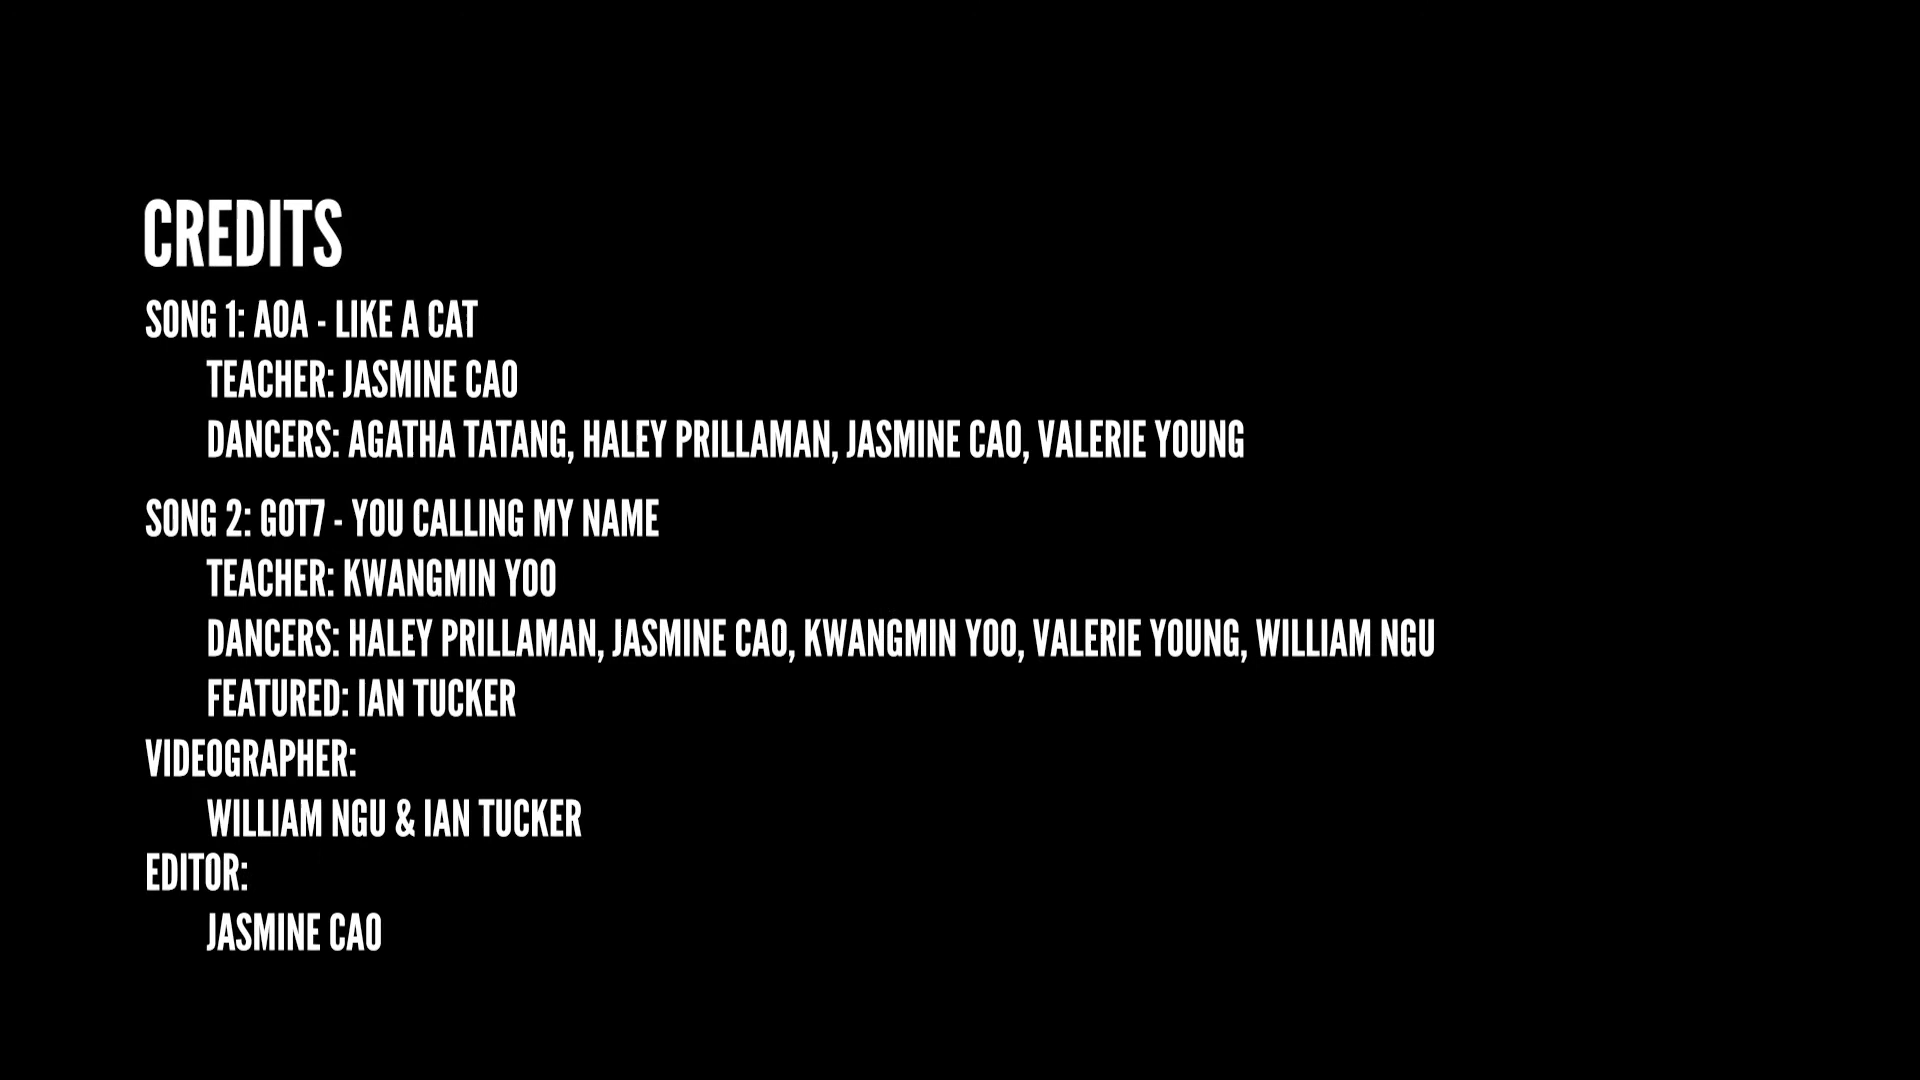 CREDITS
SONG 1: AOA - LIKE A CAT
TEACHER: JASMINE CAO
DANCERS: AGATHA TATANG, HALEY PRILLAMAN, JASMINE CAO, VALERIE YOUNG
SONG 2: GOT7 - YOU CALLING MY NAME
TEACHER: KWANGMIN YOO
DANCERS: HALEY PRILLAMAN, JASMINE CAO, KWANGMIN YOO, VALERIE YOUNG, WILLIAM NGU
FEATURED: IAN TUCKER
VIDEOGRAPHER:
WILLIAM NGU & IAN TUCKER
EDITOR:
JASMINE CAO